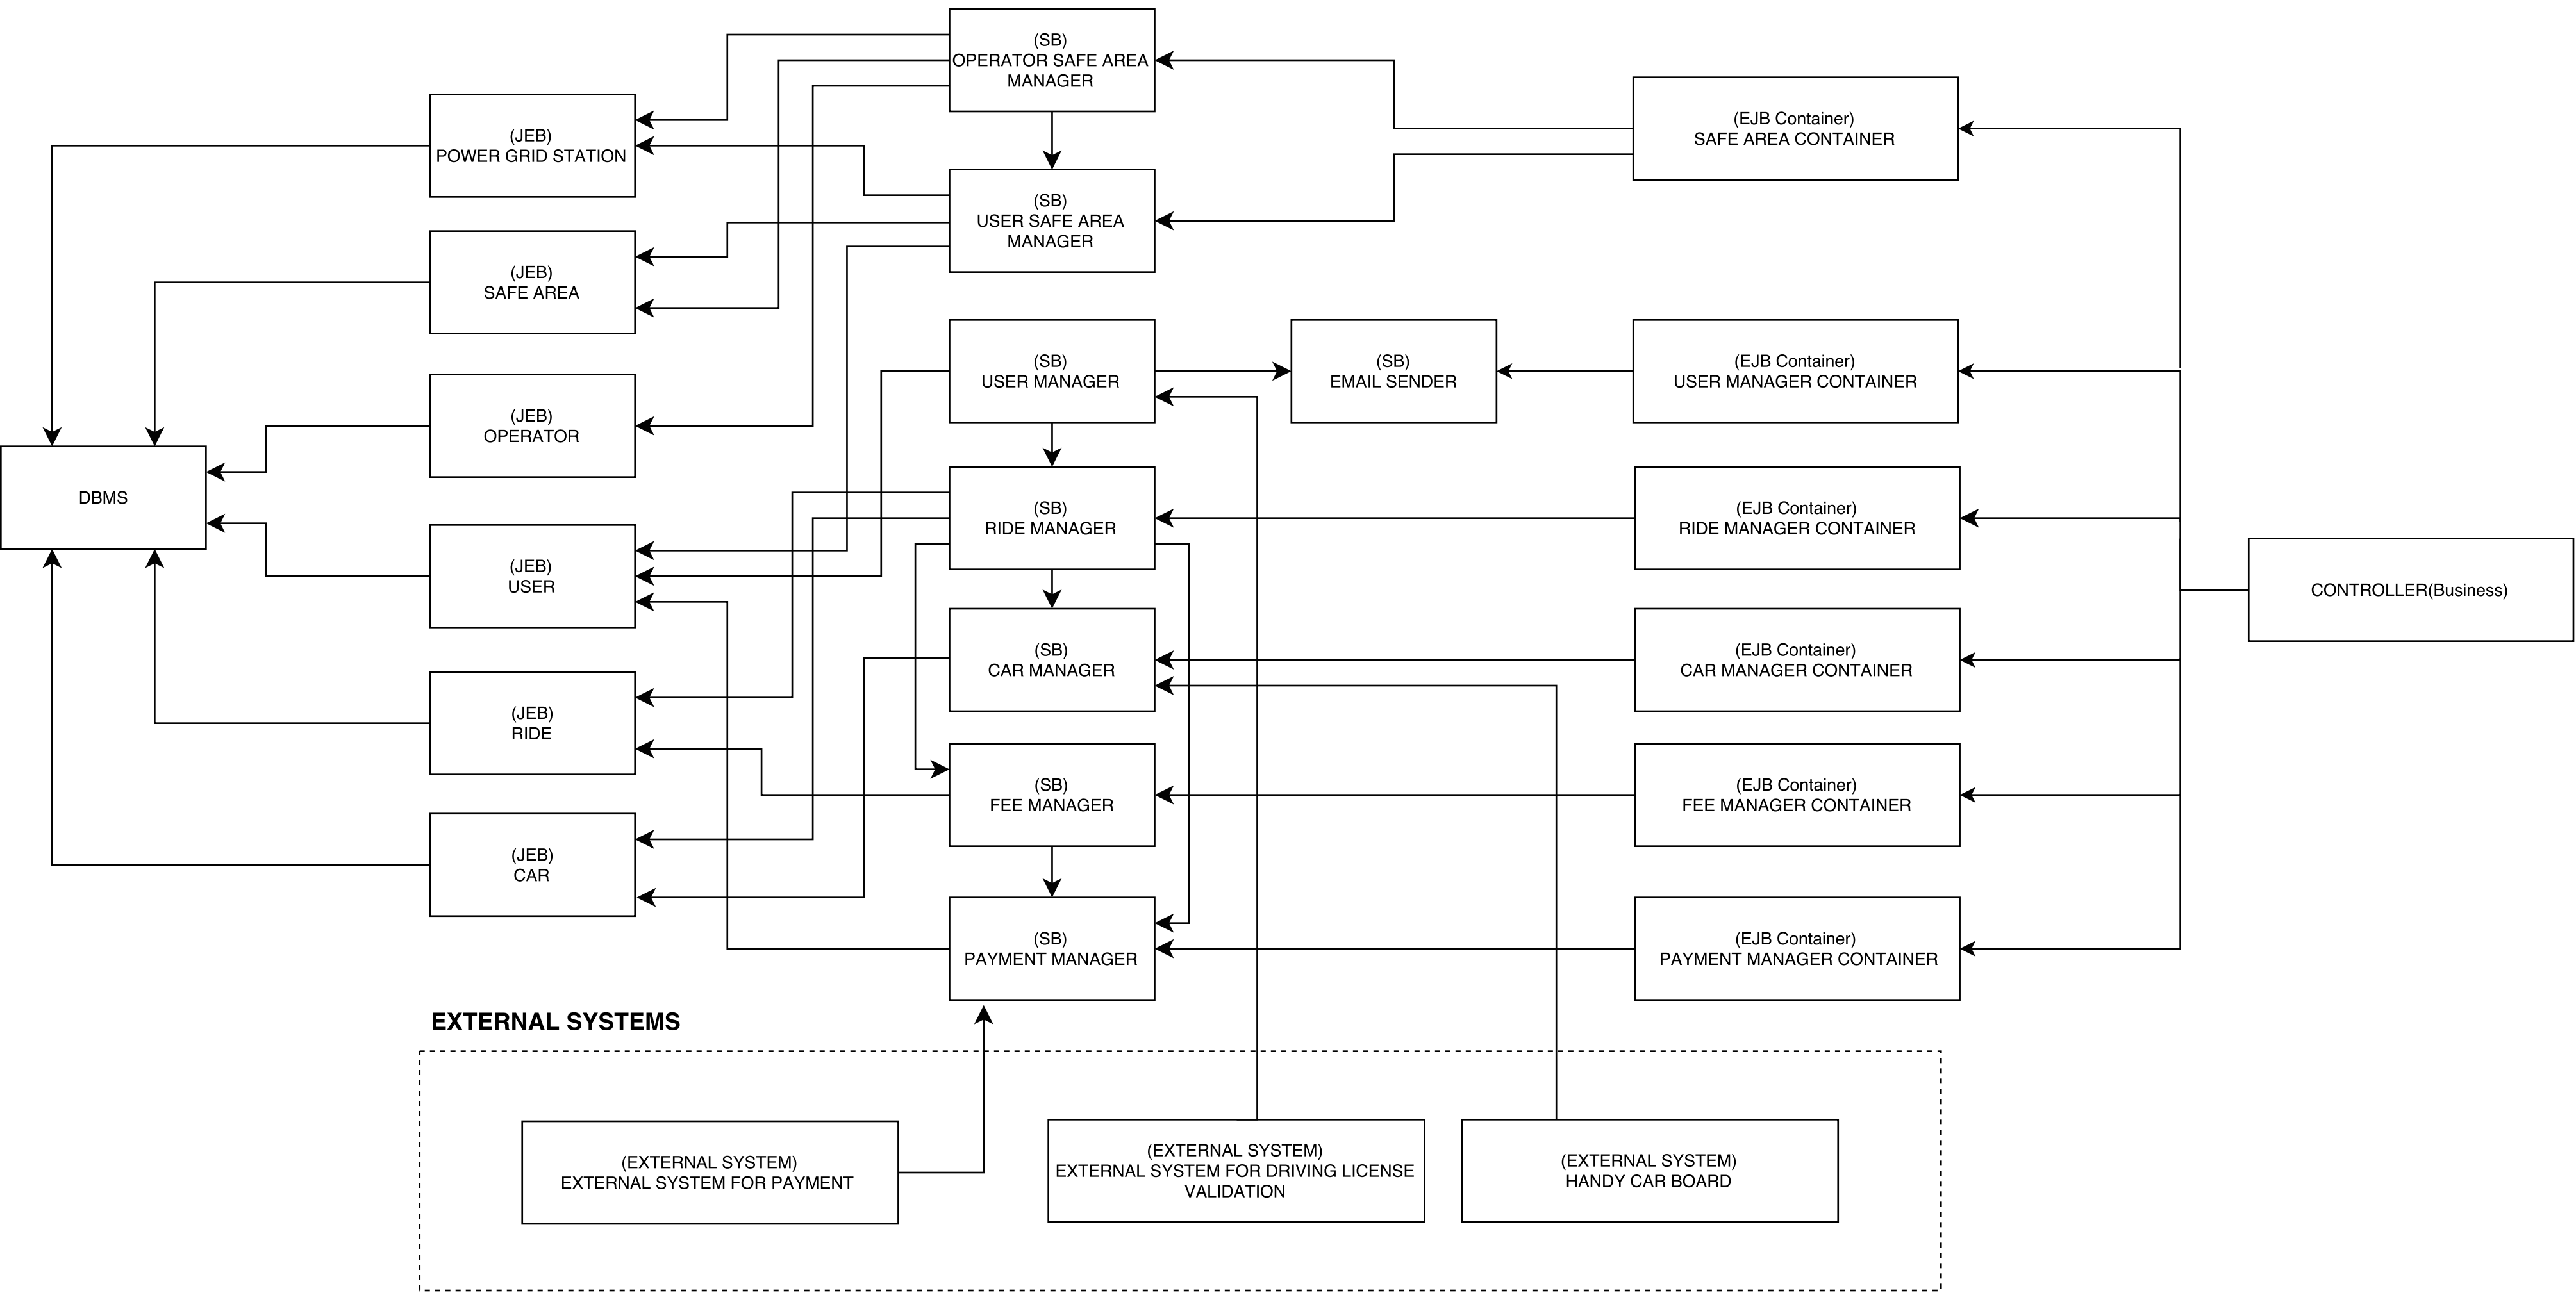 (SB)
OPERATOR SAFE AREA
MANAGER
(EJB Container)
SAFE AREA CONTAINER
(JEB)
POWER GRID STATION
(SB)
USER SAFE AREA
MANAGER
(JEB)
SAFE AREA
(SB)
USER MANAGER
(SB)
EMAIL SENDER
(EJB Container)
USER MANAGER CONTAINER
(JEB)
OPERATOR
DBMS
(SB)
RIDE MANAGER
(EJB Container)
RIDE MANAGER CONTAINER
(JEB)
USER
CONTROLLER(Business)
(SB)
CAR MANAGER
(EJB Container)
CAR MANAGER CONTAINER
(JEB)
RIDE
(SB)
FEE MANAGER
(EJB Container)
FEE MANAGER CONTAINER
(JEB)
CAR
(SB)
PAYMENT MANAGER
(EJB Container)
PAYMENT MANAGER CONTAINER
EXTERNAL SYSTEMS
(EXTERNAL SYSTEM)
EXTERNAL SYSTEM FOR PAYMENT
(EXTERNAL SYSTEM)
EXTERNAL SYSTEM FOR DRIVING LICENSE
VALIDATION
(EXTERNAL SYSTEM)
HANDY CAR BOARD